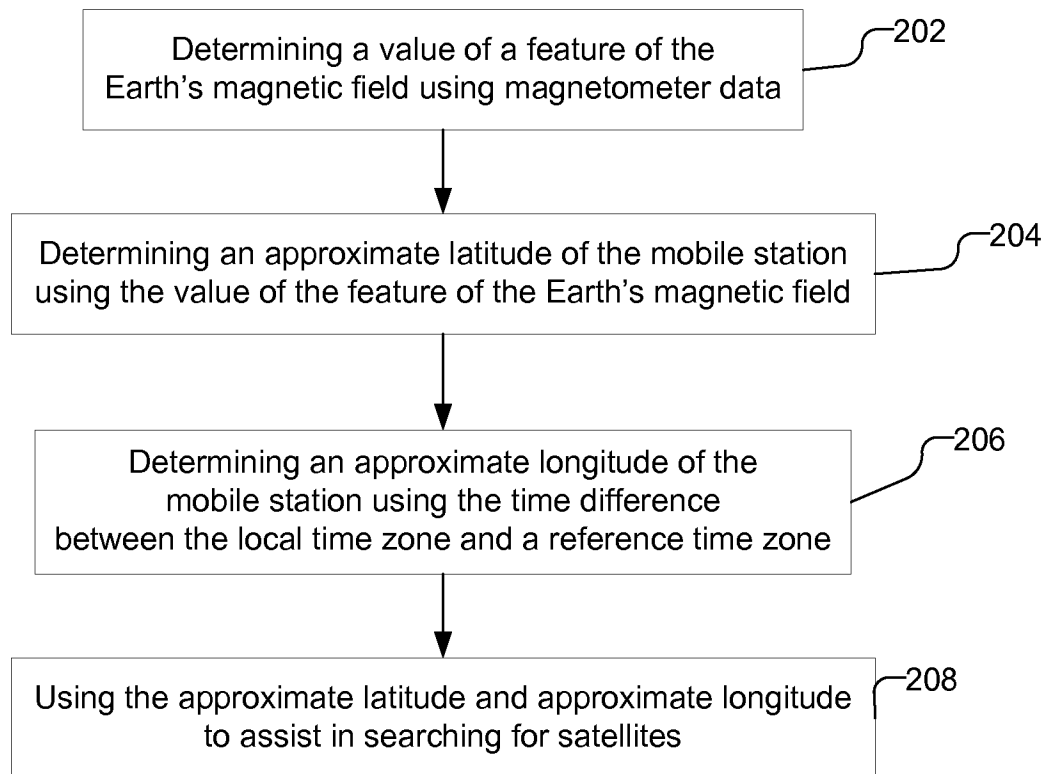 Determining a value of a feature of the
Earth's magnetic field using magnetometer data
202
Determining an approximate latitude of the mobile station
using the value of the feature of the Earth's magnetic field
204
Determining an approximate longitude of the
mobile station using the time difference
between the local time zone and a reference time zone
206
Using the approximate latitude and approximate longitude
to assist in searching for satellites
208